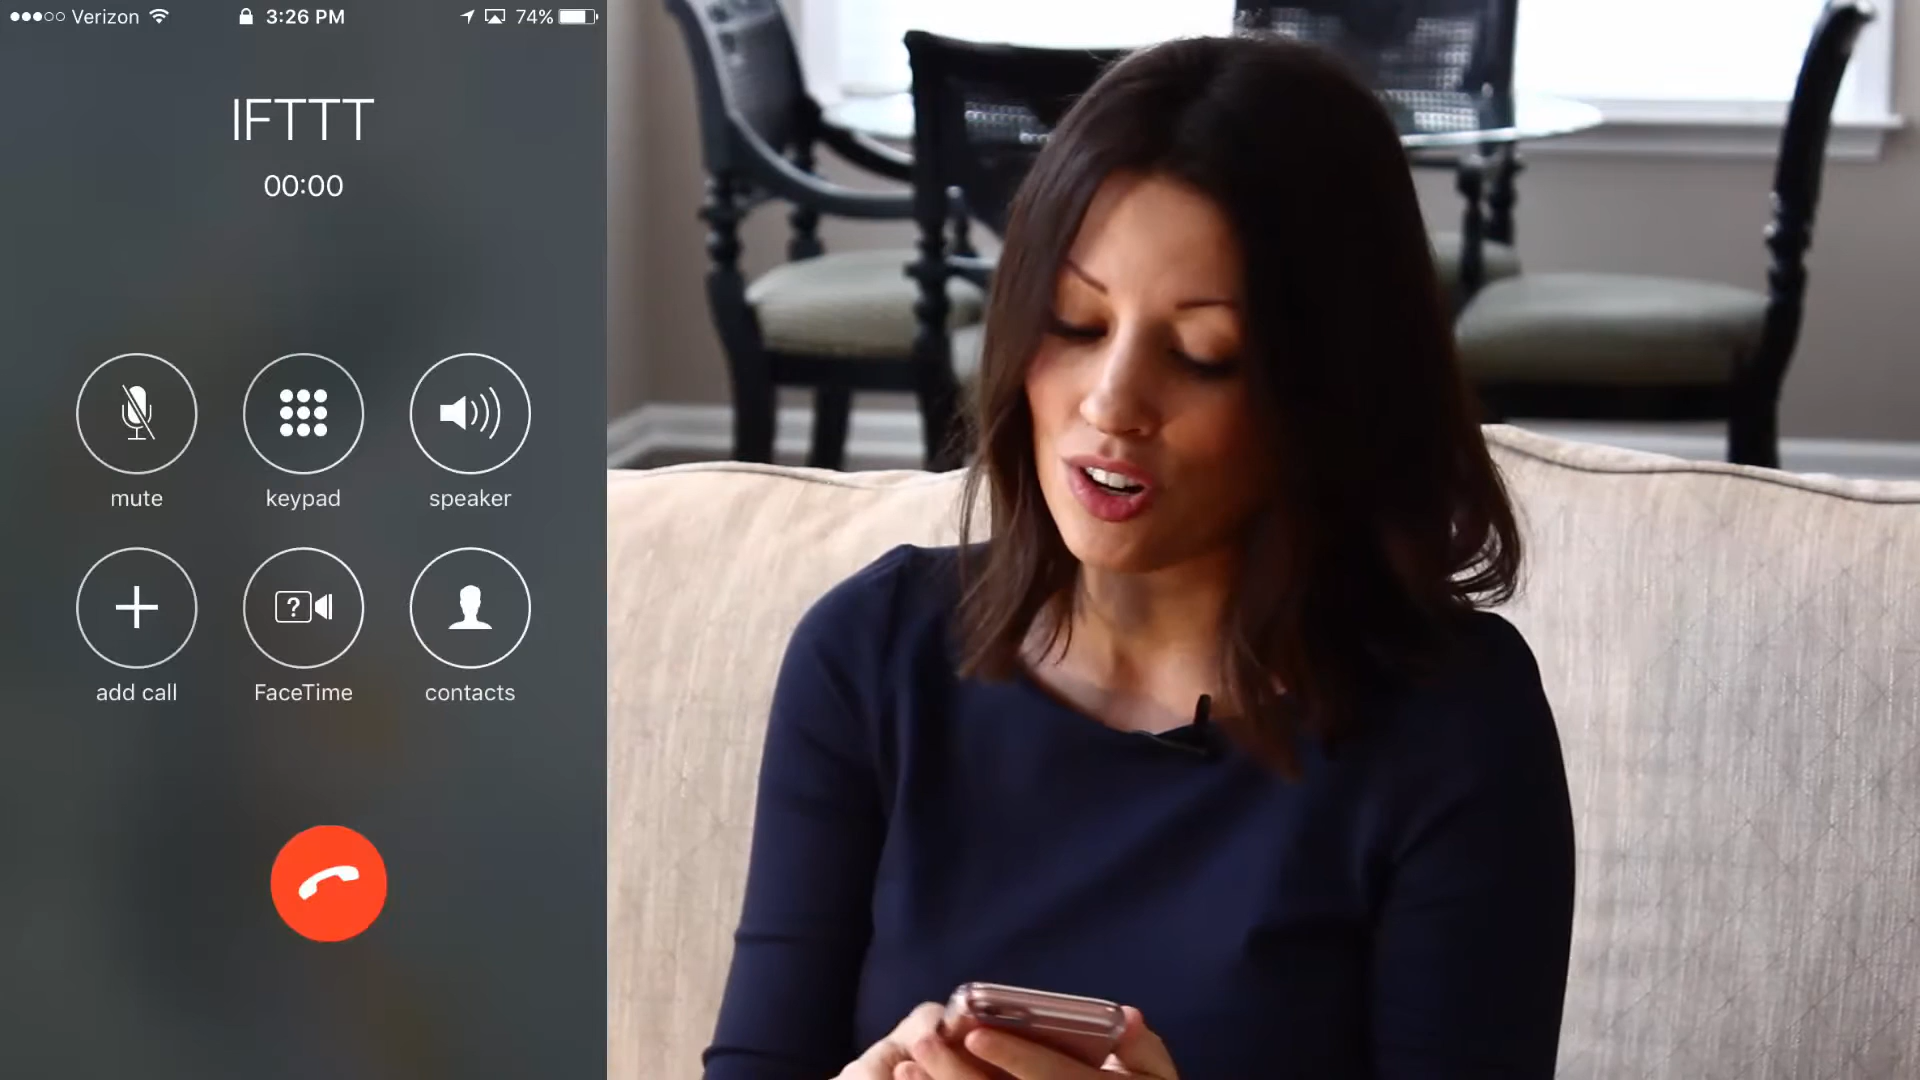 Verizon 3:26 PM 74%
IFTTT
00:00
mute keypad speaker
?
add call FaceTime contacts